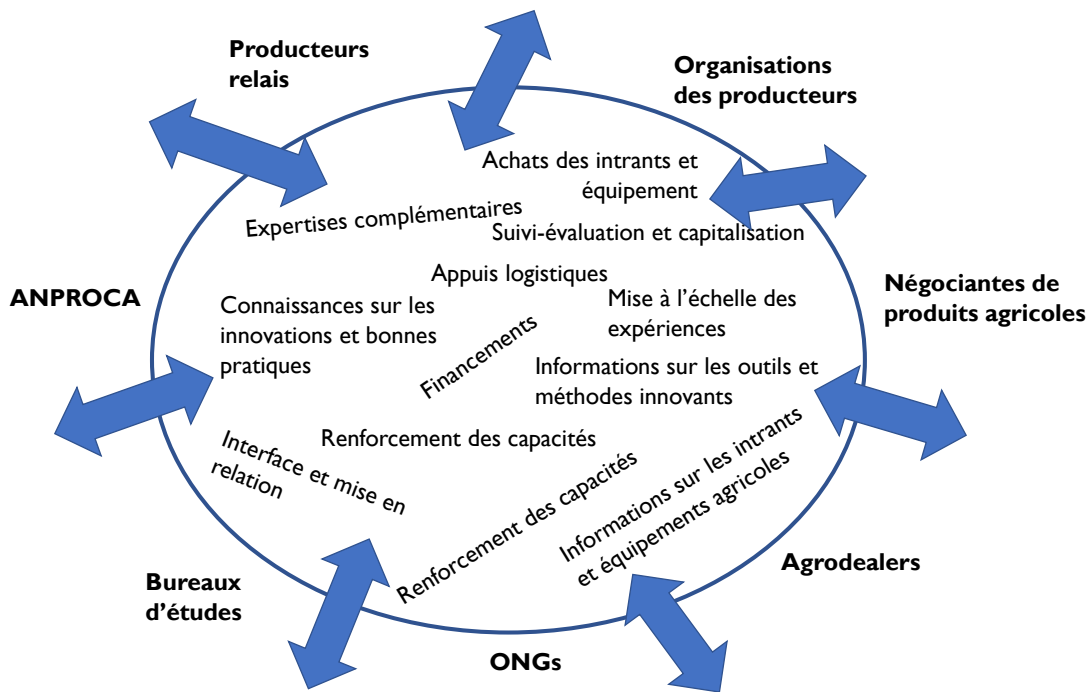 Producteurs
relais
Organisations
des producteurs
Achats des intrants et
équipement
Expertises complémentaires
Suivi-évaluation et capitalisation
Appuis logistiques
ANPROCA
Négociantes de
produits agricoles
Connaissances sur les
innovations et bonnes
pratiques
Mise à l’échelle des
expériences
Financements
Informations sur les outils et
méthodes innovants
Renforcement des capacités
Interface et mise en
relation
Renforcement des capacités
Informations sur les intrants
et équipements agricoles
Agrodealers
Bureaux
d’études
ONGs